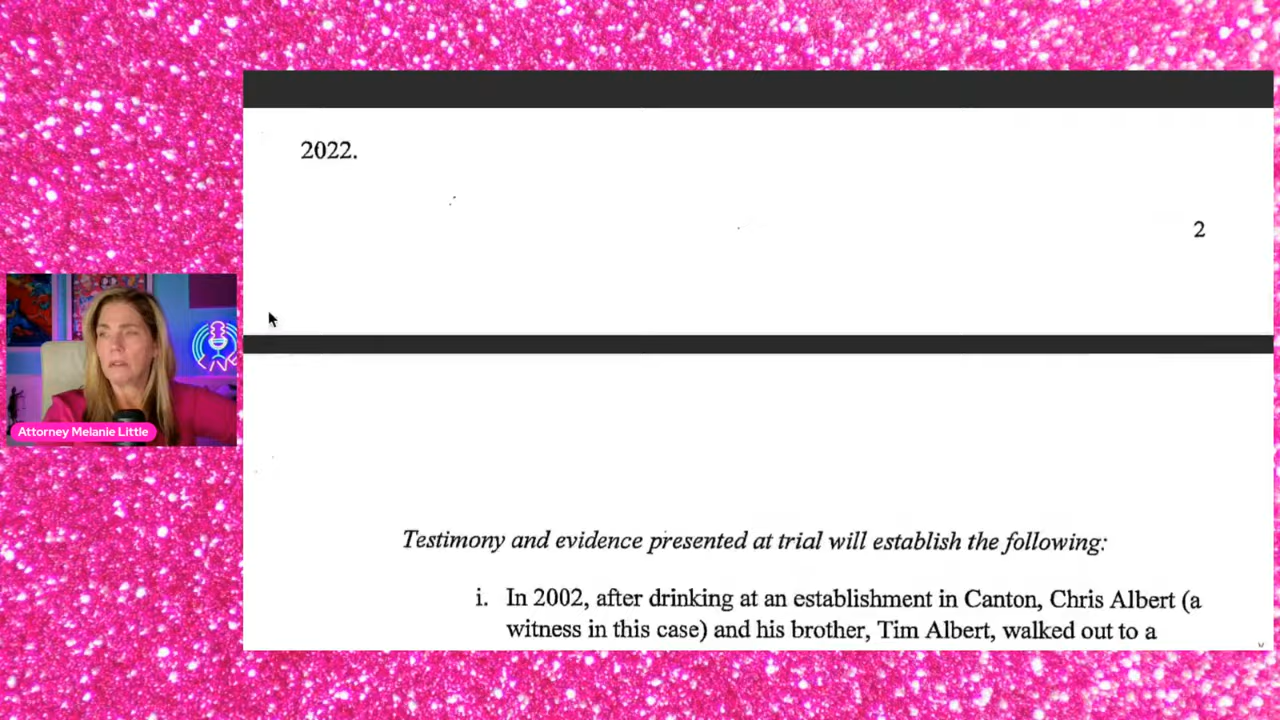 2022.
2
Attorney Melanie Little
Testimony and evidence presented at trial will establish the following:
i. In 2002, after drinking at an establishment in Canton, Chris Albert (a
witness in this case) and his brother, Tim Albert, walked out to a